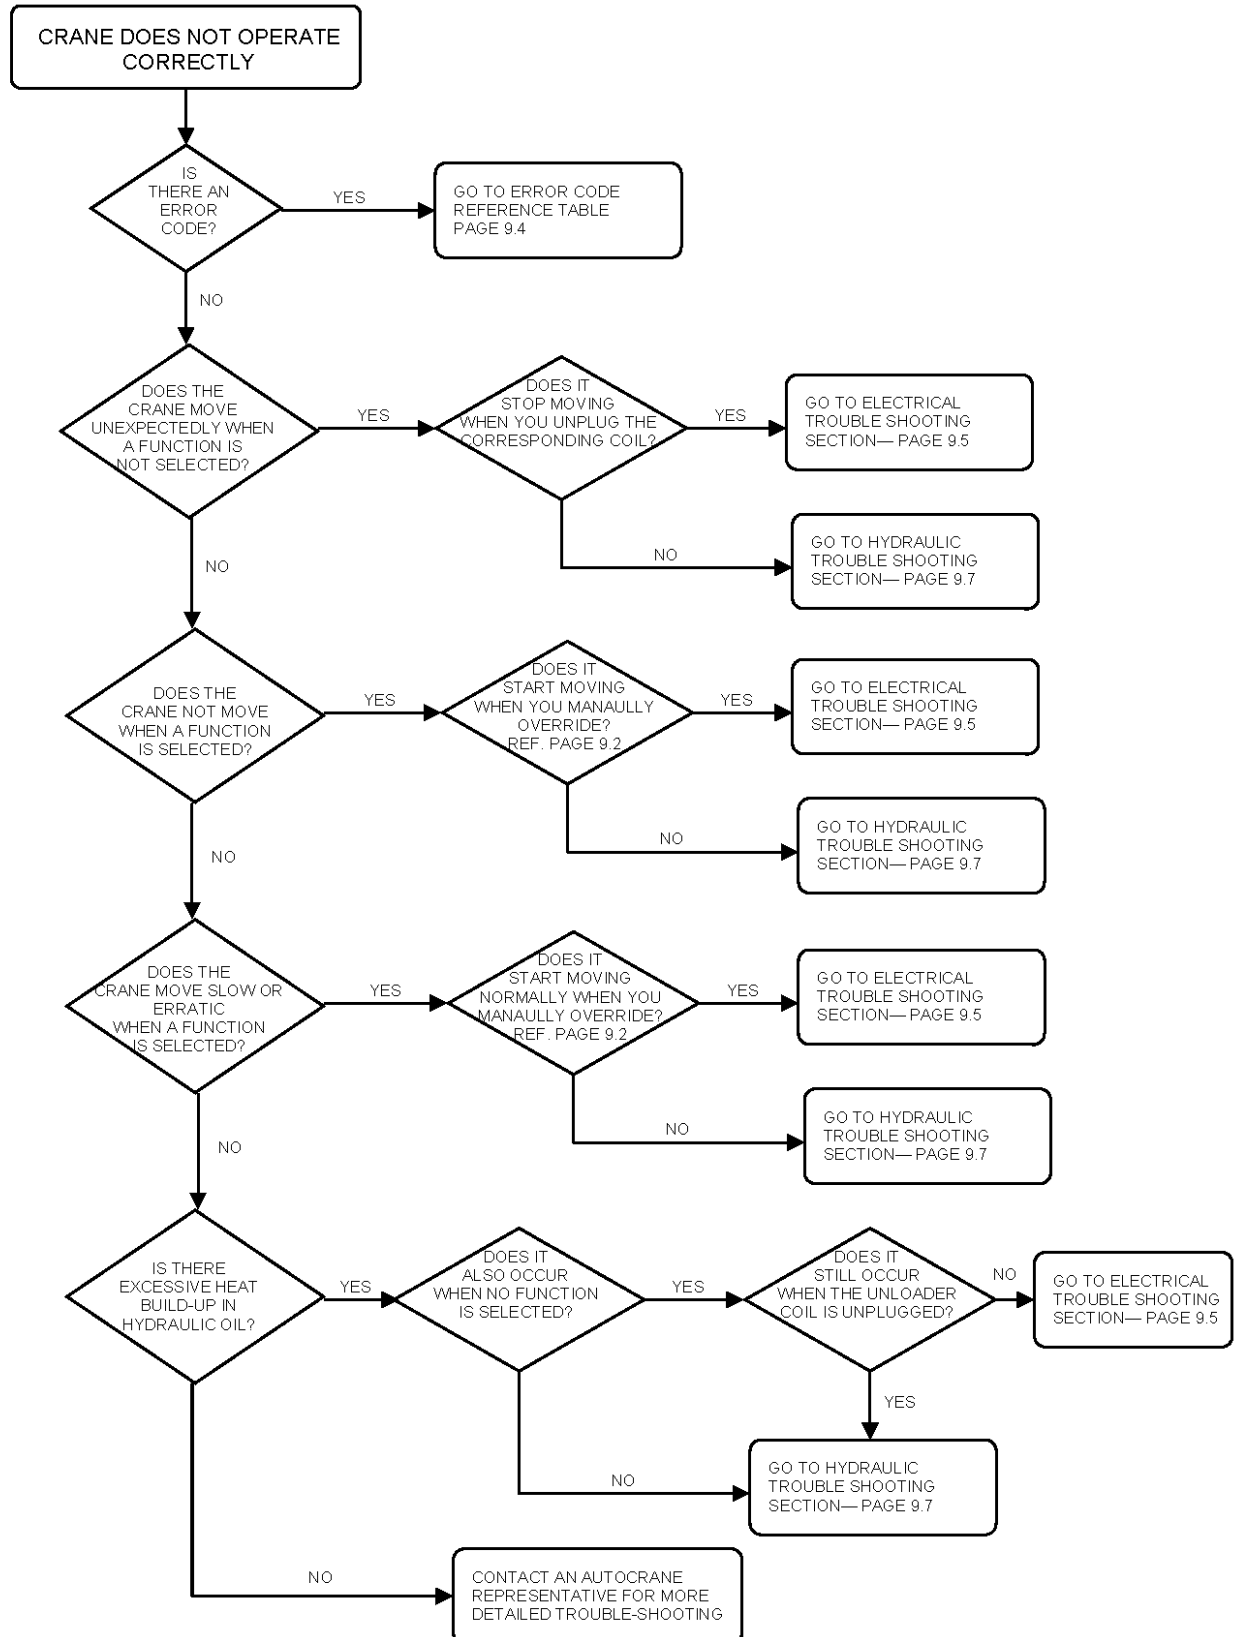 CRANE DOES NOT OPERATE
CORRECTLY
IS
THERE AN
ERROR
CODE?
YES
GO TO ERROR CODE
REFERENCE TABLE
PAGE 9.4
NO
DOES THE
CRANE MOVE
UNEXPECTEDLY WHEN
A FUNCTION IS
NOT SELECTED?
YES
DOES IT
STOP MOVING
WHEN YOU UNPLUG THE
CORRESPONDING COIL?
YES
GO TO ELECTRICAL
TROUBLE SHOOTING
SECTION— PAGE 9.5
NO
GO TO HYDRAULIC
TROUBLE SHOOTING
SECTION— PAGE 9.7
NO
DOES THE
CRANE NOT MOVE
WHEN A FUNCTION
IS SELECTED?
YES
DOES IT
START MOVING
WHEN YOU MANAULLY
OVERRIDE?
REF. PAGE 9.2
YES
GO TO ELECTRICAL
TROUBLE SHOOTING
SECTION— PAGE 9.5
NO
GO TO HYDRAULIC
TROUBLE SHOOTING
SECTION— PAGE 9.7
NO
DOES THE
CRANE MOVE SLOW OR
ERRATIC
WHEN A FUNCTION
IS SELECTED?
YES
DOES IT
START MOVING
NORMALLY WHEN YOU
MANAULLY OVERRIDE?
REF. PAGE 9.2
YES
GO TO ELECTRICAL
TROUBLE SHOOTING
SECTION— PAGE 9.5
NO
GO TO HYDRAULIC
TROUBLE SHOOTING
SECTION— PAGE 9.7
NO
IS THERE
EXCESSIVE HEAT
BUILD-UP IN
HYDRAULIC OIL?
YES
DOES IT
ALSO OCCUR
WHEN NO FUNCTION
IS SELECTED?
YES
DOES IT
STILL OCCUR
WHEN THE UNLOADER
COIL IS UNPLUGGED?
NO
GO TO ELECTRICAL
TROUBLE SHOOTING
SECTION— PAGE 9.5
YES
NO
GO TO HYDRAULIC
TROUBLE SHOOTING
SECTION— PAGE 9.7
NO
CONTACT AN AUTOCRANE
REPRESENTATIVE FOR MORE
DETAILED TROUBLE-SHOOTING